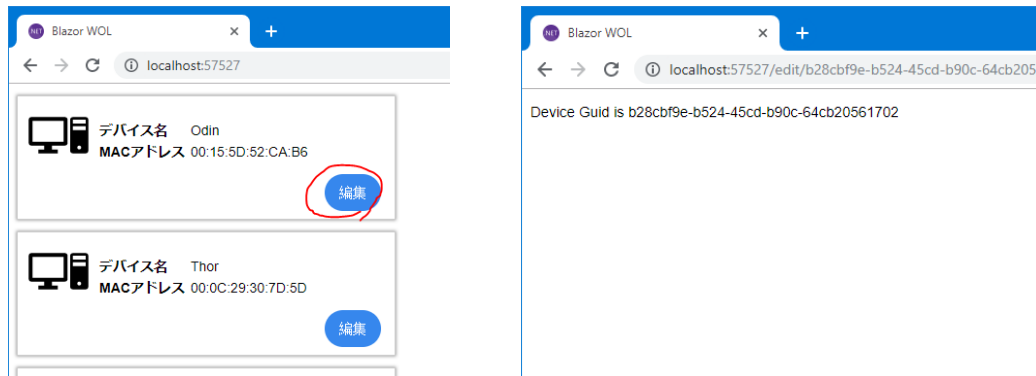 Blazor WOL
localhost:57527
デバイス名 Odin
MACアドレス 00:15:5D:52:CA:B6
編集
デバイス名 Thor
MACアドレス 00:0C:29:30:7D:5D
編集
Blazor WOL
localhost:57527/edit/b28cbf9e-b524-45cd-b90c-64cb205
Device Guid is b28cbf9e-b524-45cd-b90c-64cb20561702